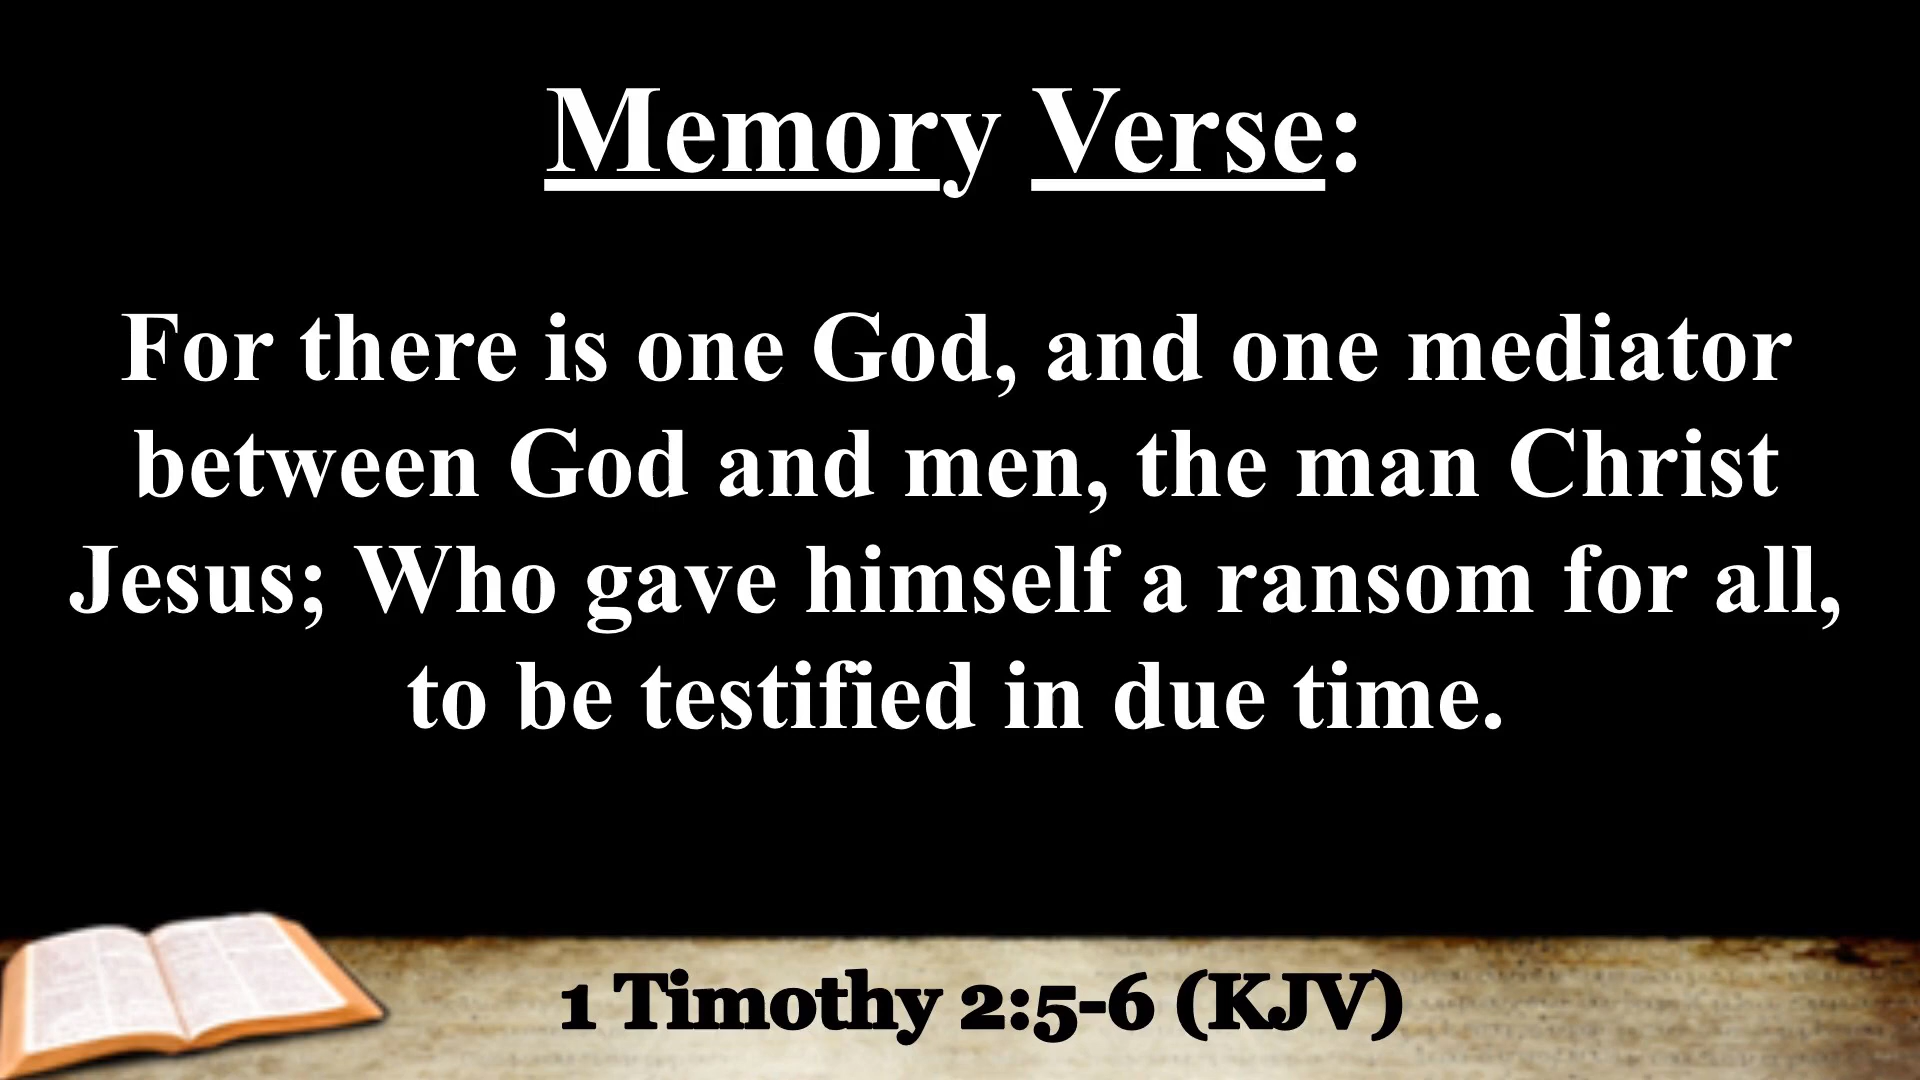 Memory Verse:
For there is one God, and one mediator
between God and men, the man Christ
Jesus; Who gave himself a ransom for all,
to be testified in due time.
1 Timothy 2:5-6 (KJV)